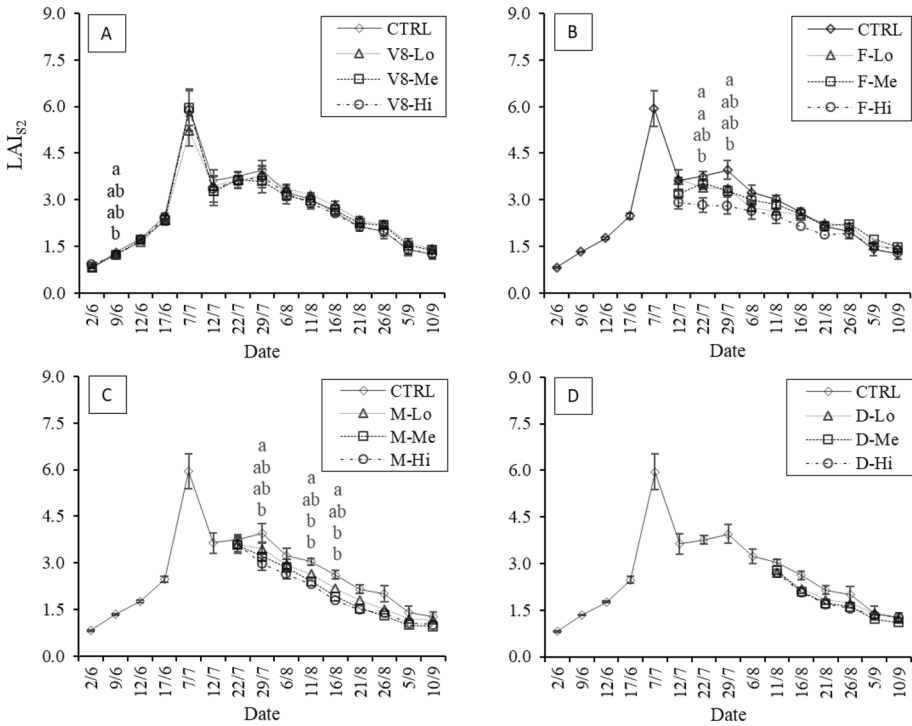 A
CTRL
V8-Lo
V8-Me
V8-Hi
9.0
7.5
6.0
4.5
3.0
1.5
0.0
LAIS2
a
ab
ab
b
2/6
9/6
12/6
17/6
7/7
12/7
22/7
29/7
6/8
11/8
16/8
21/8
26/8
5/9
10/9
Date
B
CTRL
F-Lo
F-Me
F-Hi
9.0
7.5
6.0
4.5
3.0
1.5
0.0
a
a
ab
b
a
ab
ab
b
2/6
9/6
12/6
17/6
7/7
12/7
22/7
29/7
6/8
11/8
16/8
21/8
26/8
5/9
10/9
Date
C
CTRL
M-Lo
M-Me
M-Hi
9.0
7.5
6.0
4.5
3.0
1.5
0.0
a
ab
ab
b
a
ab
b
b
a
ab
b
b
2/6
9/6
12/6
17/6
7/7
12/7
22/7
29/7
6/8
11/8
16/8
21/8
26/8
5/9
10/9
Date
D
CTRL
D-Lo
D-Me
D-Hi
9.0
7.5
6.0
4.5
3.0
1.5
0.0
2/6
9/6
12/6
17/6
7/7
12/7
22/7
29/7
6/8
11/8
16/8
21/8
26/8
5/9
10/9
Date